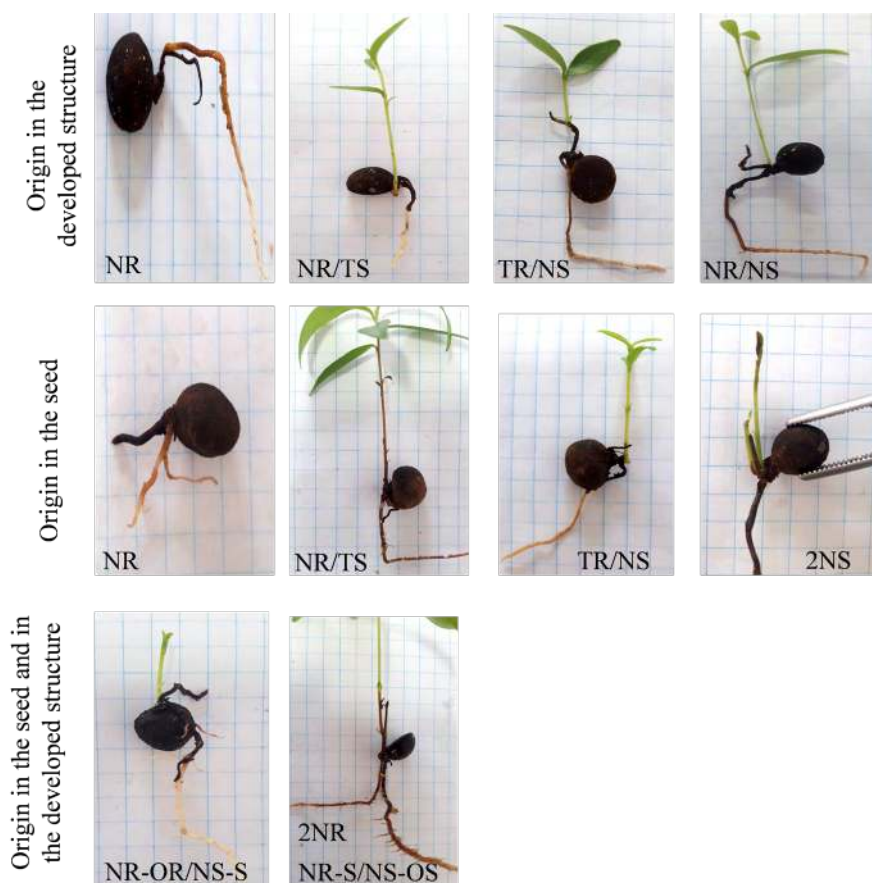 Origin in the
developed structure
NR
NR/TS
TR/NS
NR/NS
Origin in the seed
NR
NR/TS
TR/NS
2NS
Origin in the seed and in
the developed structure
NR-OR/NS-S
2NR
NR-S/NS-OS